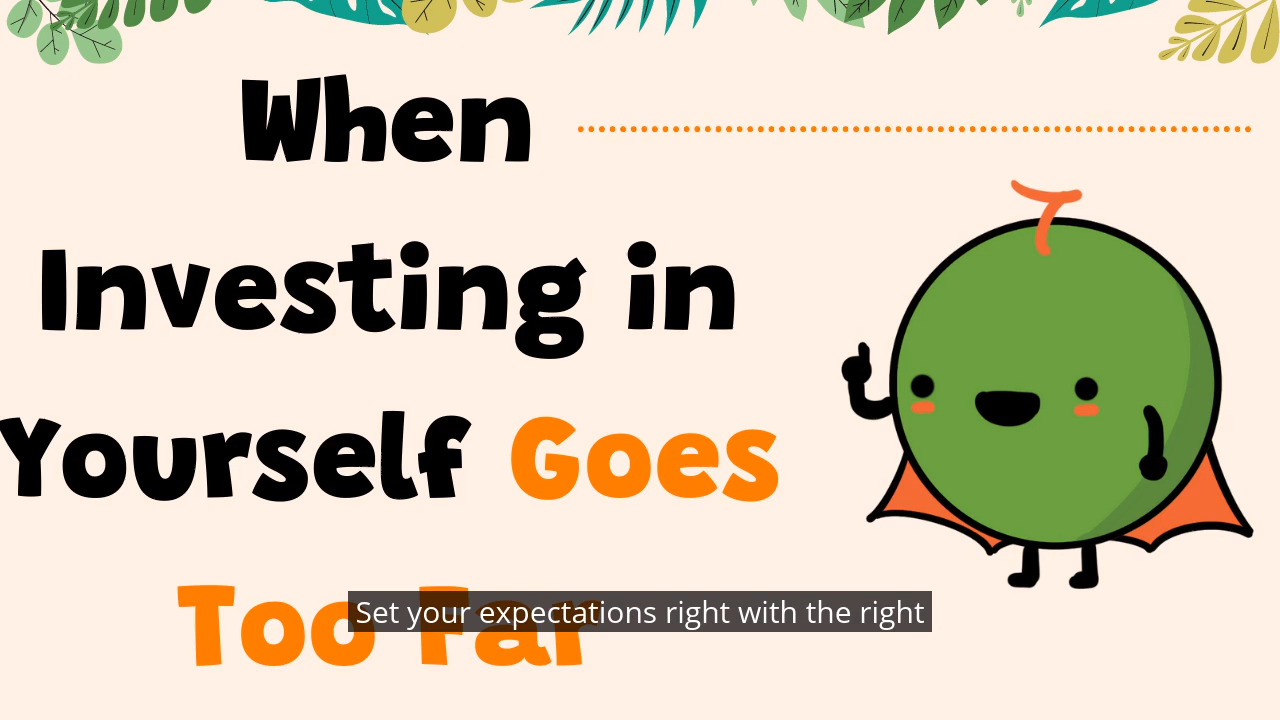 When
Investing in
Yourself Goes
Too Far
Set your expectations right with the right